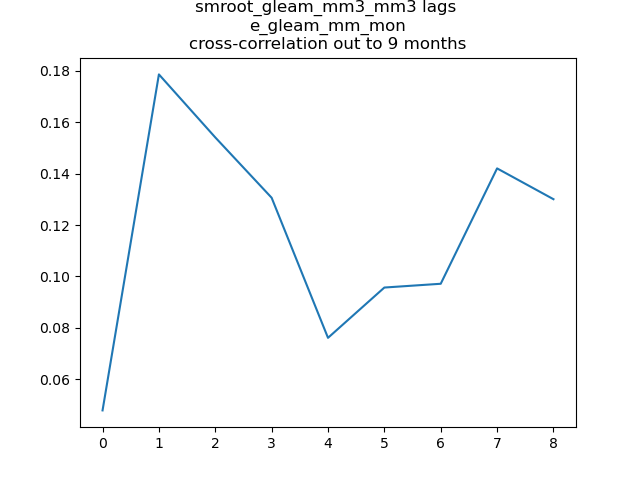 smroot_gleam_mm3_mm3 lags
e_gleam_mm_mon
cross-correlation out to 9 months
0.18
0.16
0.14
0.12
0.10
0.08
0.06
0 1 2 3 4 5 6 7 8